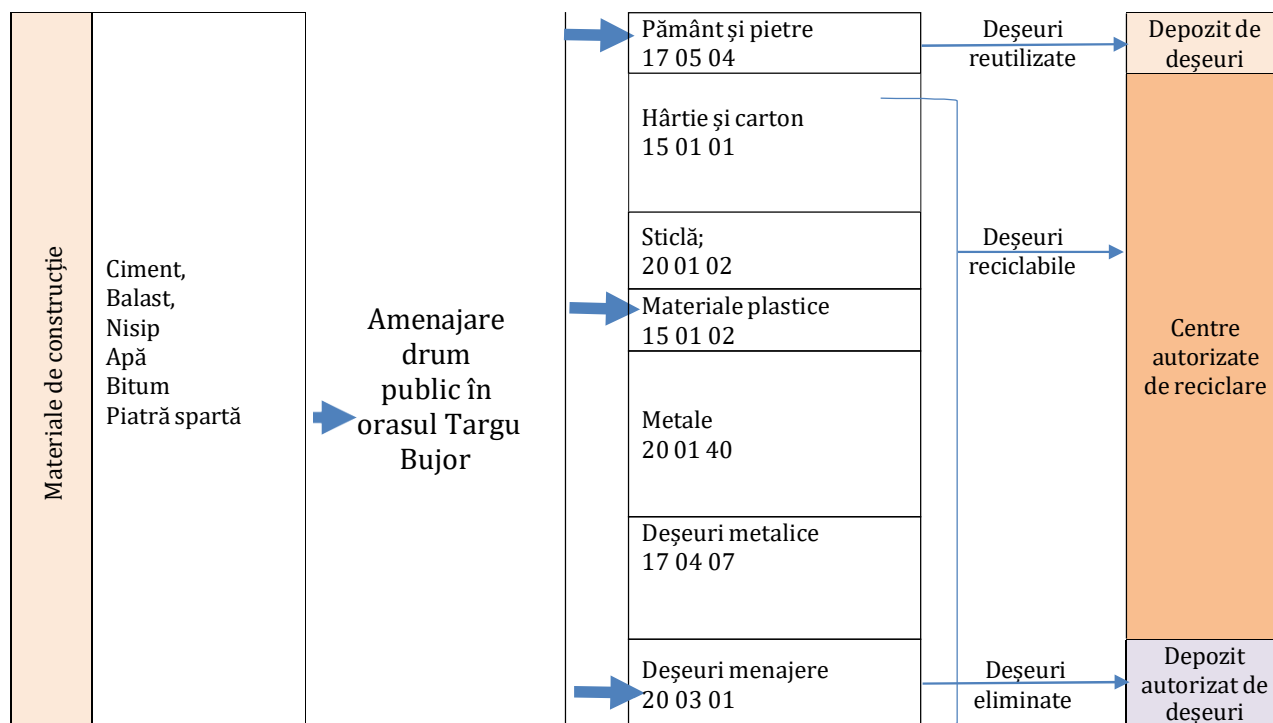 Materiale de construcție
Ciment,
Balast,
Nisip
Apă
Bitum
Piatră spartă
Amenajare
drum
public în
orasul Targu
Bujor
Pământ și pietre
17 05 04
Hârtie și carton
15 01 01
Sticlă;
20 01 02
Materiale plastice
15 01 02
Metale
20 01 40
Deșeuri metalice
17 04 07
Deșeuri menajere
20 03 01
Deșeuri
reutilizate
Deșeuri
reciclabile
Deșeuri
eliminate
Depozit de
deșeuri
Centre
autorizate
de reciclare
Depozit
autorizat de
deșeuri